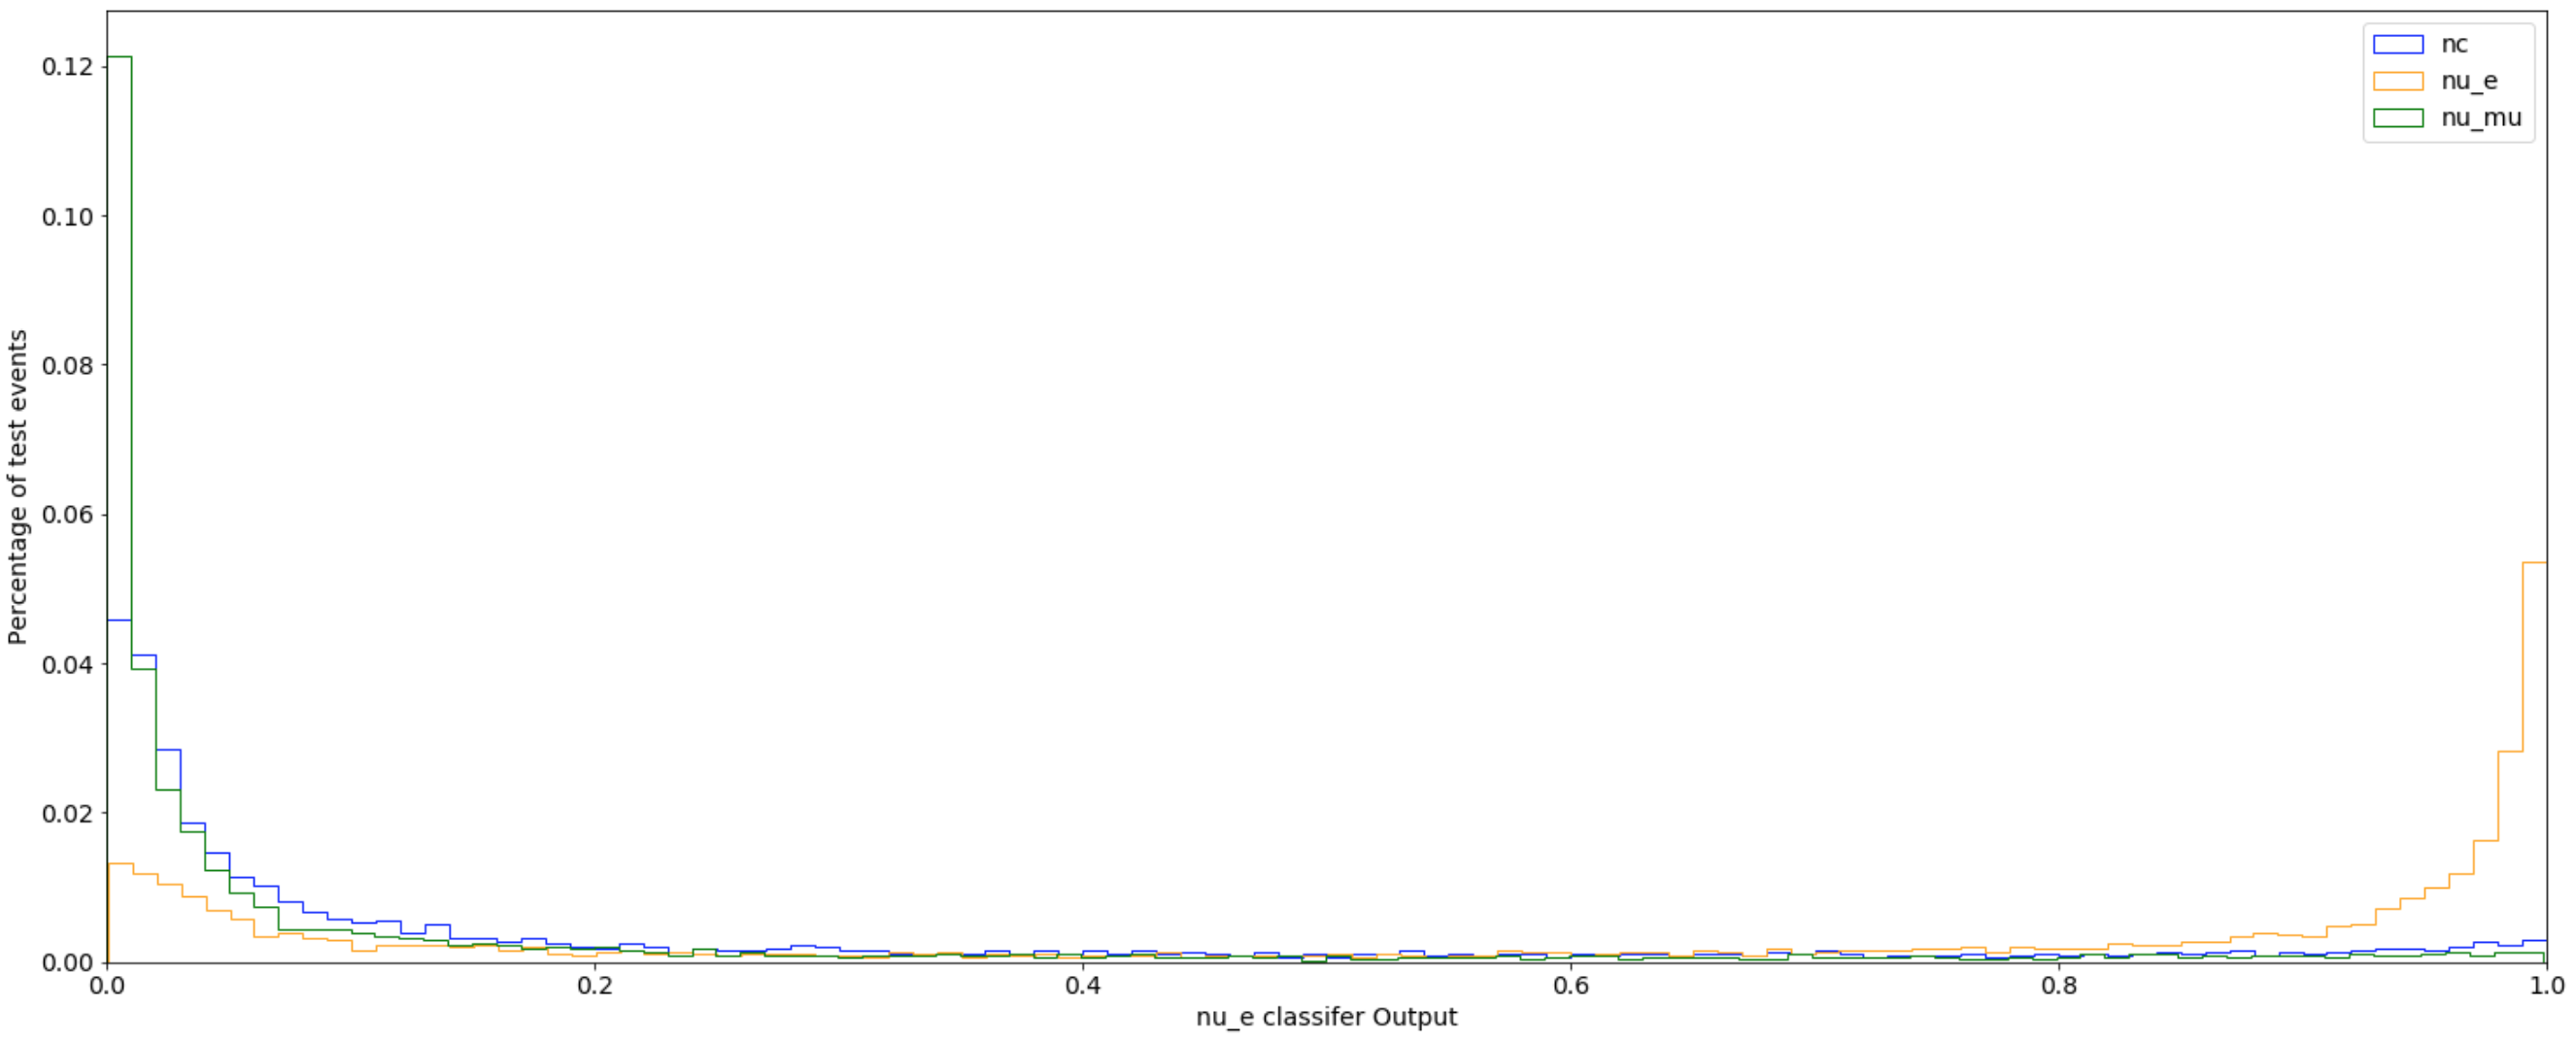 nc
nu_e
nu_mu
Percentage of test events
0.12
0.10
0.08
0.06
0.04
0.02
0.00
0.0 0.2 0.4 0.6 0.8 1.0
nu_e classifer Output